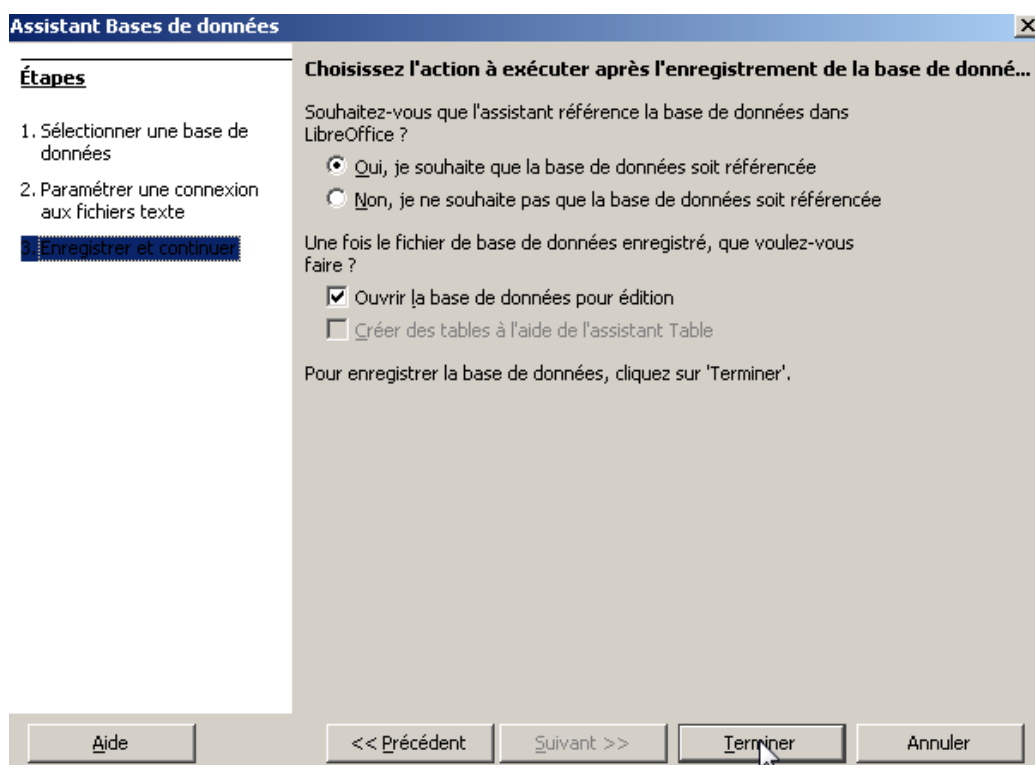 Assistant Bases de données
Étapes
1. Sélectionner une base de
données
2. Paramétrer une connexion
aux fichiers texte
3. Enregistrer et continuer
Choisissez l'action à exécuter après l'enregistrement de la base de donné...
Souhaitez-vous que l'assistant référence la base de données dans
LibreOffice ?
Oui, je souhaite que la base de données soit référencée
Non, je ne souhaite pas que la base de données soit référencée
Une fois le fichier de base de données enregistré, que voulez-vous
faire ?
Ouvrir la base de données pour édition
Créer des tables à l'aide de l'assistant Table
Pour enregistrer la base de données, cliquez sur 'Terminer'.
Aide
<< Précédent
Suivant >>
Terminer
Annuler